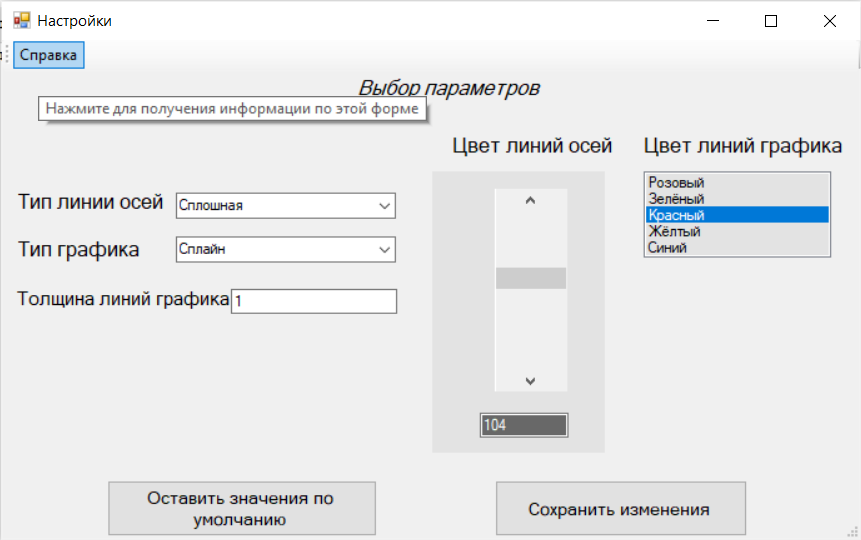 Настройки
Справка
Выбор параметров
Нажмите для получения информации по этой форме
Цвет линий осей
Цвет линий графика
Тип линии осей
Сплошная
Тип графика
Сплайн
Толщина линий графика
1
Розовый
Зелёный
Красный
Жёлтый
Синий
104
Оставить значения по
умолчанию
Сохранить изменения